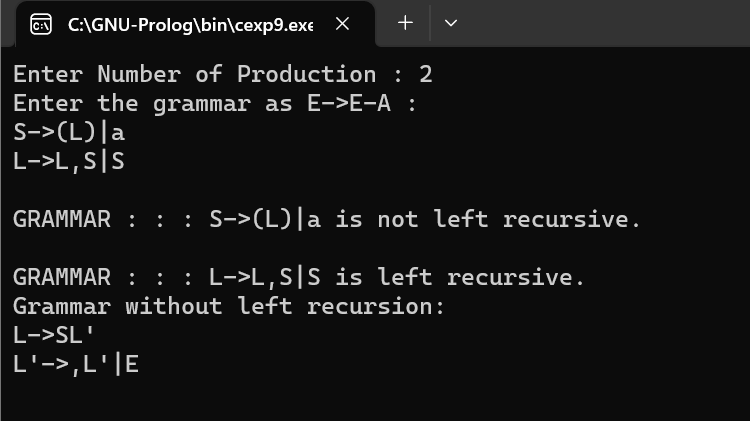 C:\GNU-Prolog\bin\cexp9.exe
Enter Number of Production : 2
Enter the grammar as E->E-A :
S->(L)|a
L->L,S|S
GRAMMAR : : : S->(L)|a is not left recursive.
GRAMMAR : : : L->L,S|S is left recursive.
Grammar without left recursion:
L->SL'
L'->,L'|E